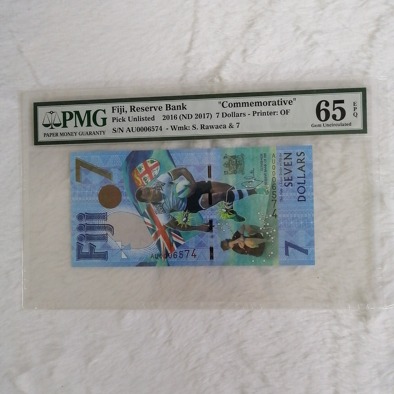 PMG
PAPER MONEY GUARANTY
Fiji, Reserve Bank "Commemorative"
Pick Unlisted 2016 (ND 2017) 7 Dollars - Printer: OF
S/N AU0006574 - Wmk: S. Rawaca & 7
65 EPQ
Gem Uncirculated
7
Fiji
AU0006574
AU0006574
SEVEN
DOLLARS
7